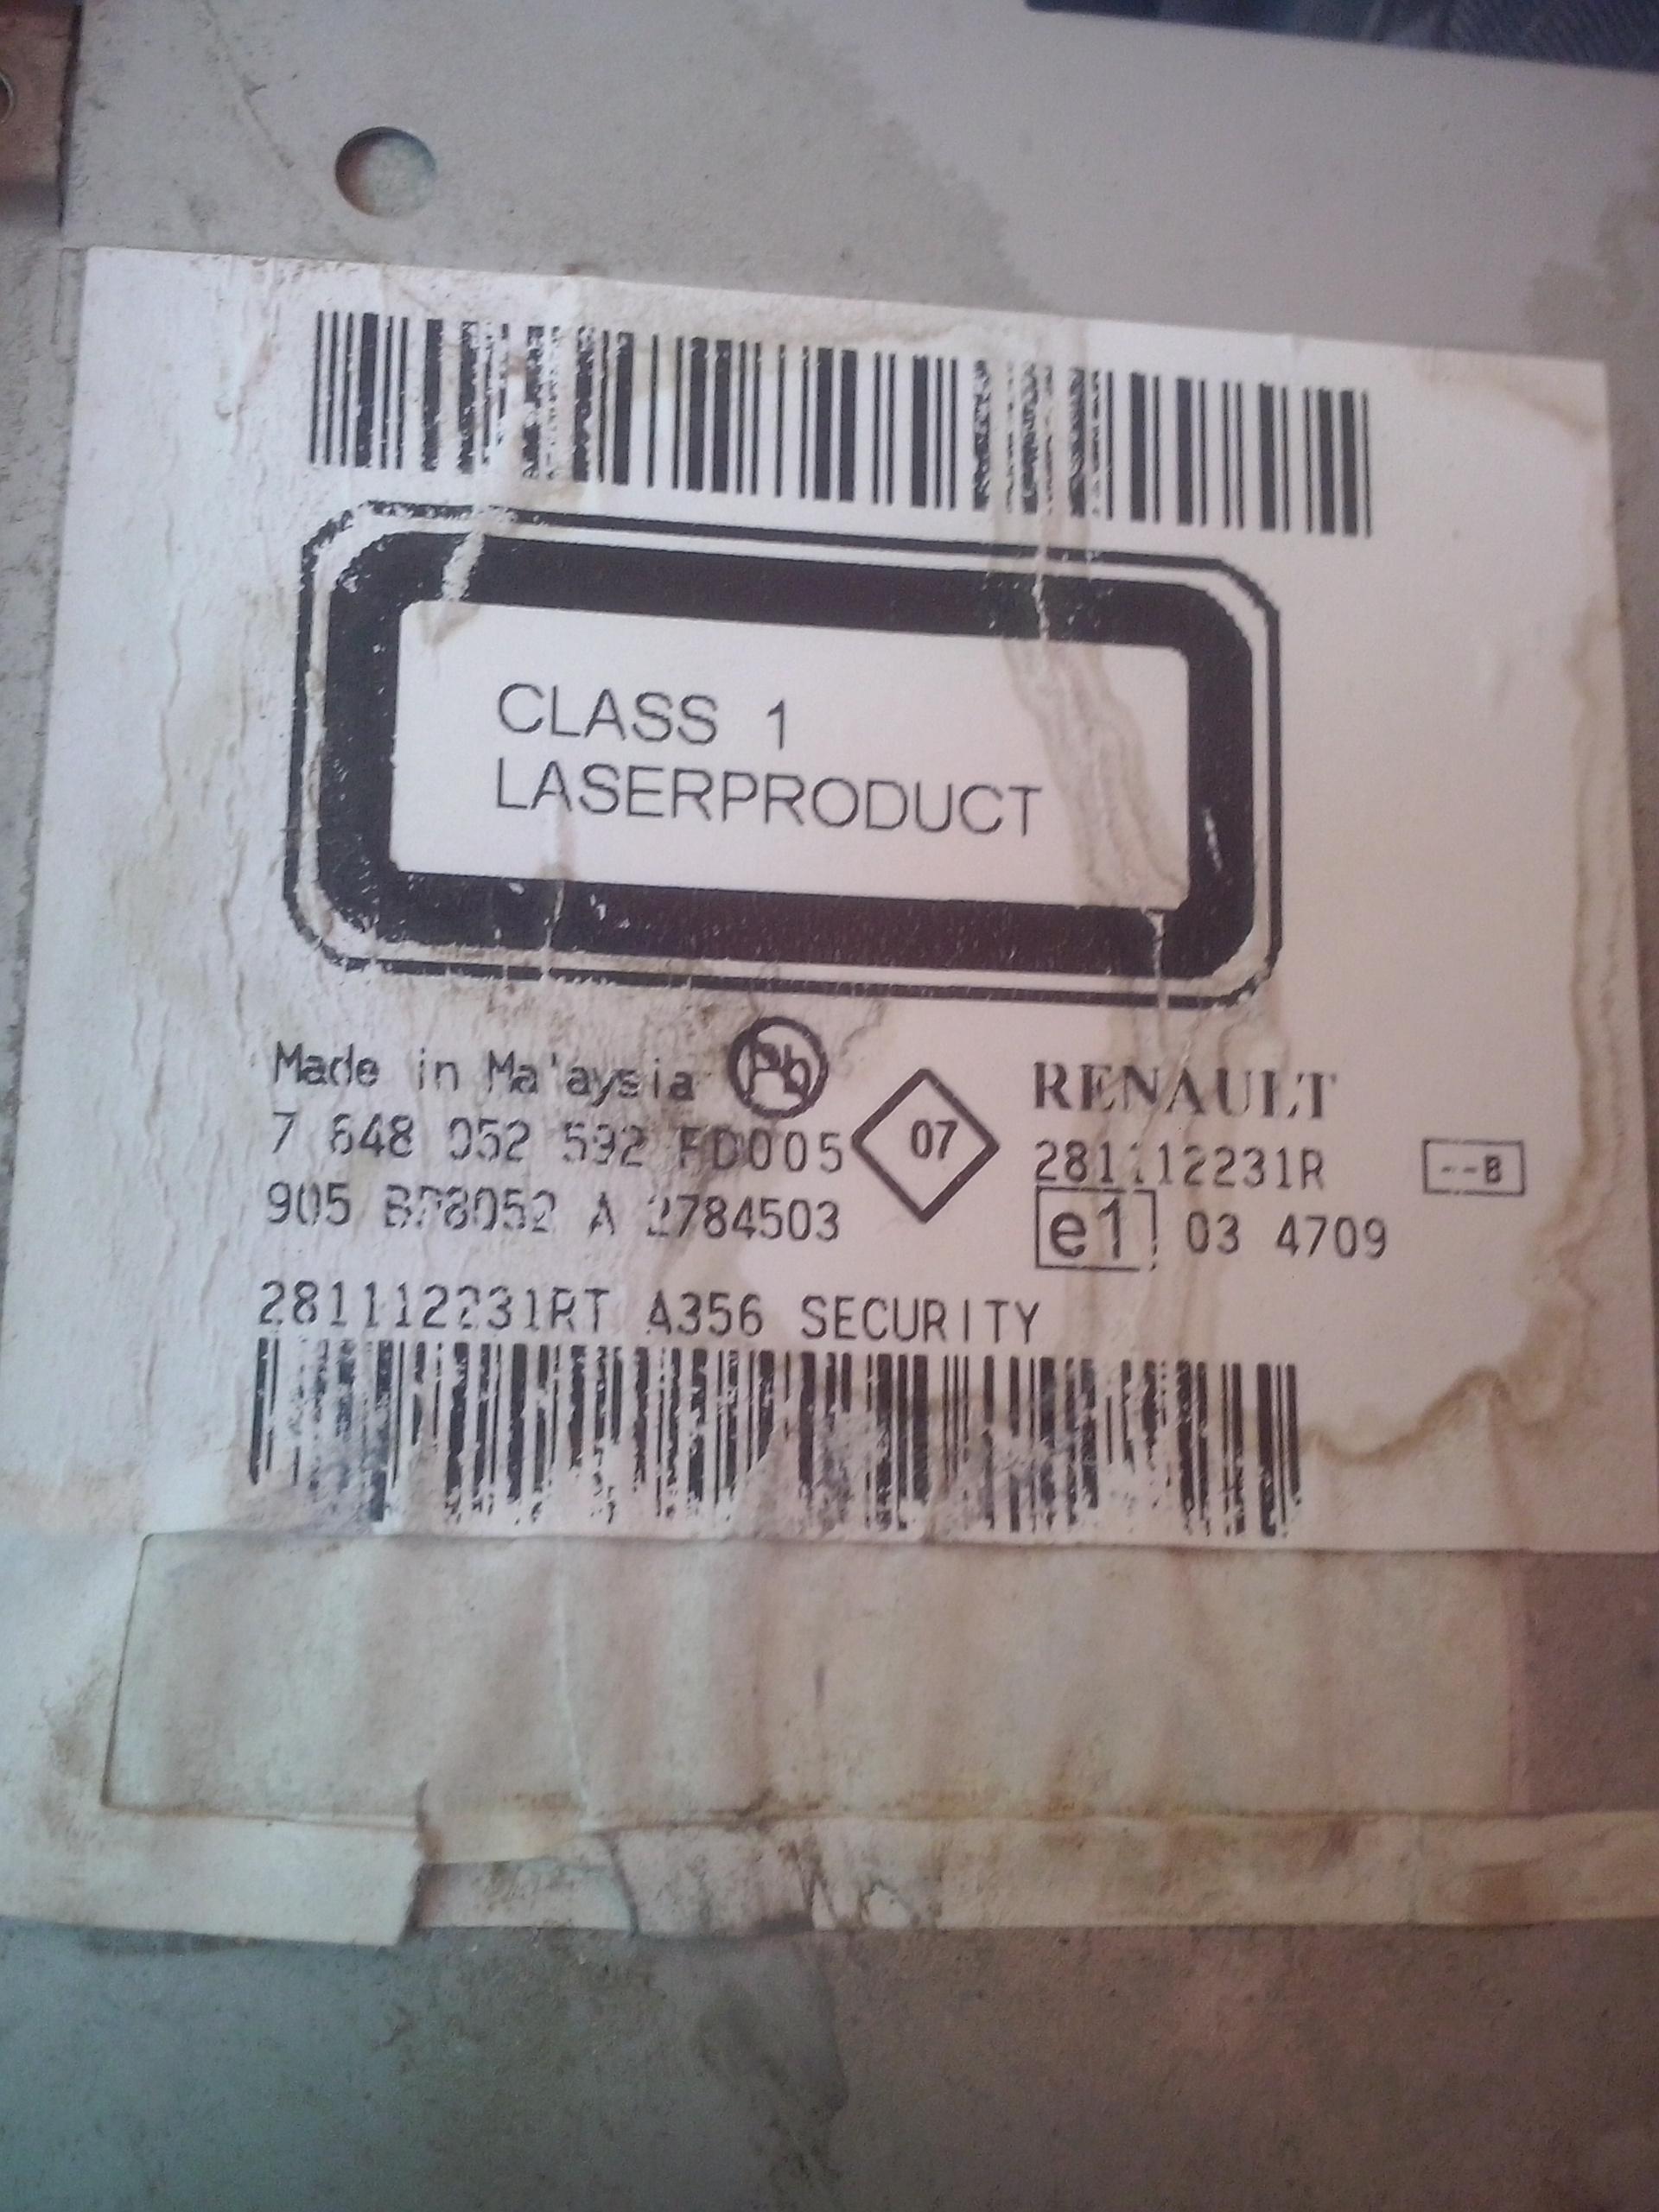 CLASS 1
LASERPRODUCT
Made in Malaysia Pb
7 648 052 592 FD005
07
905 BP8052 A 2784503
RENAULT
281112231R
--B
e1 03 4709
281112231RT A356 SECURITY